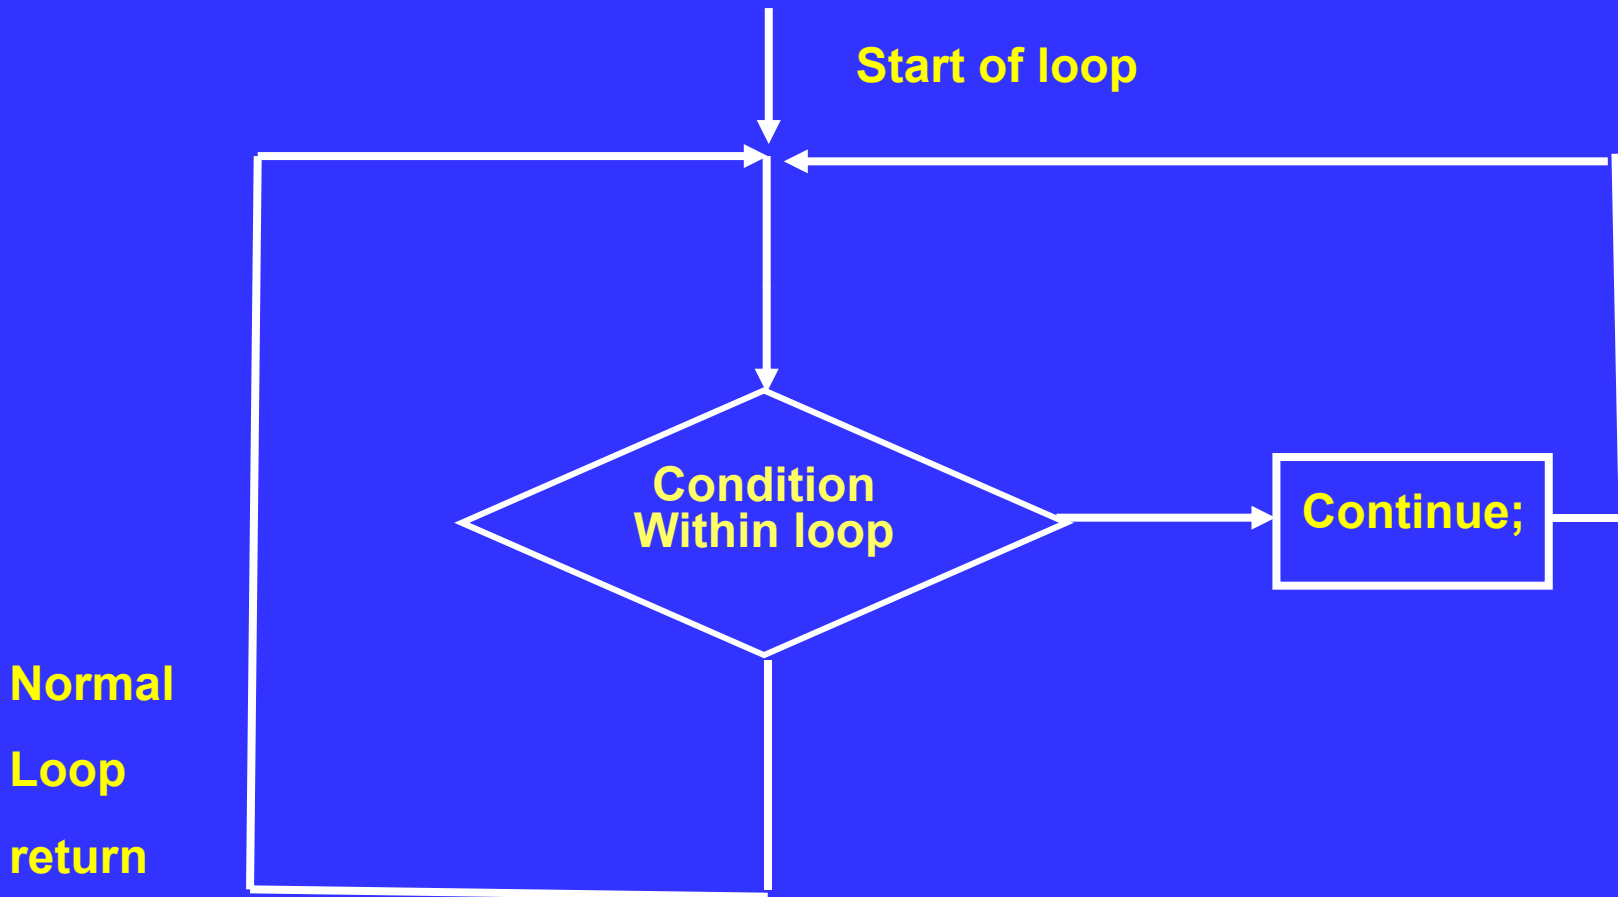 Start of loop
Condition
Within loop
Continue;
Normal
Loop
return